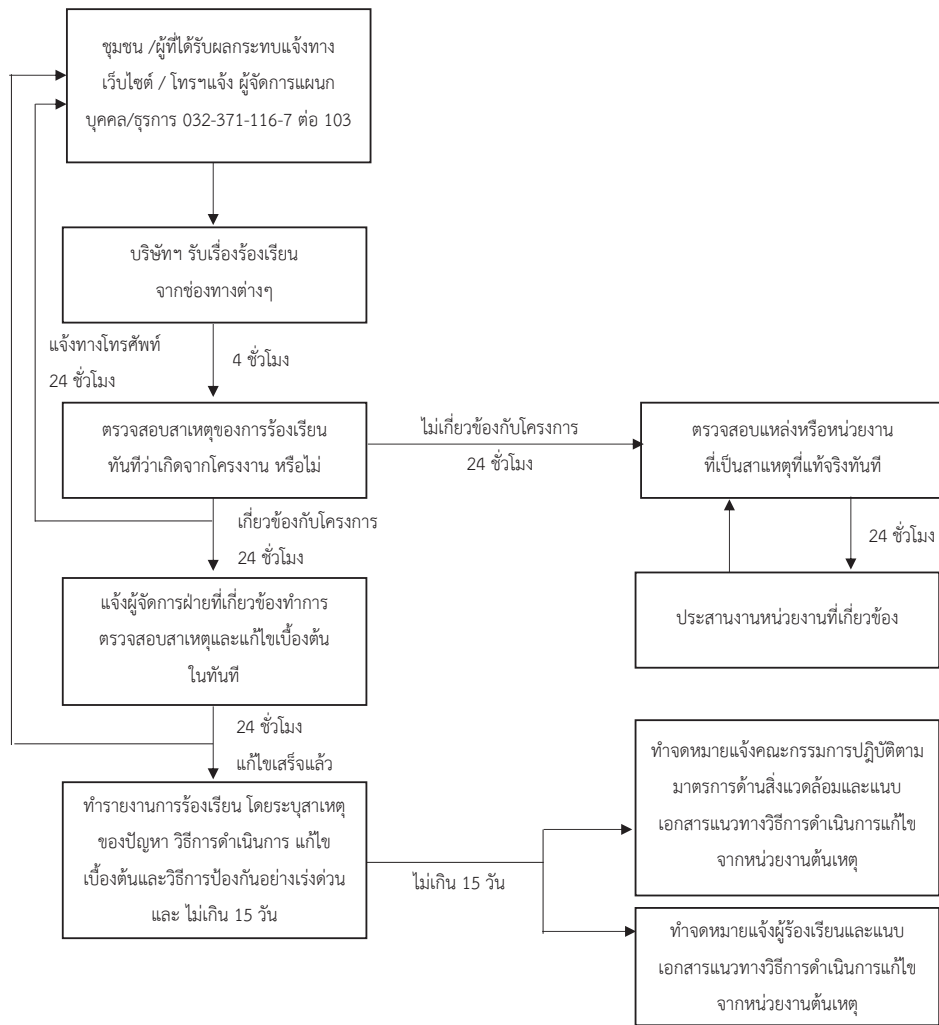 ชุมชน /ผู้ที่ได้รับผลกระทบแจ้งทาง
เว็บไซต์ / โทรฯแจ้ง ผู้จัดการแผนก
บุคคล/ธุรการ 032-371-116-7 ต่อ 103
บริษัทฯ รับเรื่องร้องเรียน
จากช่องทางต่างๆ
แจ้งทางโทรศัพท์
24 ชั่วโมง
4 ชั่วโมง
ตรวจสอบสาเหตุของการร้องเรียน
ทันทีว่าเกิดจากโครงงาน หรือไม่
ไม่เกี่ยวข้องกับโครงการ
24 ชั่วโมง
ตรวจสอบแหล่งหรือหน่วยงาน
ที่เป็นสาแหตุที่แท้จริงทันที
เกี่ยวข้องกับโครงการ
24 ชั่วโมง
24 ชั่วโมง
ประสานงานหน่วยงานที่เกี่ยวข้อง
แจ้งผู้จัดการฝ่ายที่เกี่ยวข้องทำการ
ตรวจสอบสาเหตุและแก้ไขเบื้องต้น
ในทันที
24 ชั่วโมง
แก้ไขเสร็จแล้ว
ทำรายงานการร้องเรียน โดยระบุสาเหตุ
ของปัญหา วิธีการดำเนินการ แก้ไข
เบื้องต้นและวิธีการป้องกันอย่างเร่งด่วน
และ ไม่เกิน 15 วัน
ไม่เกิน 15 วัน
ทำจดหมายแจ้งคณะกรรมการปฎิบัติตาม
มาตรการด้านสิ่งแวดล้อมและแนบ
เอกสารแนวทางวิธีการดำเนินการแก้ไข
จากหน่วยงานต้นเหตุ
ทำจดหมายแจ้งผู้ร้องเรียนและแนบ
เอกสารแนวทางวิธีการดำเนินการแก้ไข
จากหน่วยงานต้นเหตุ